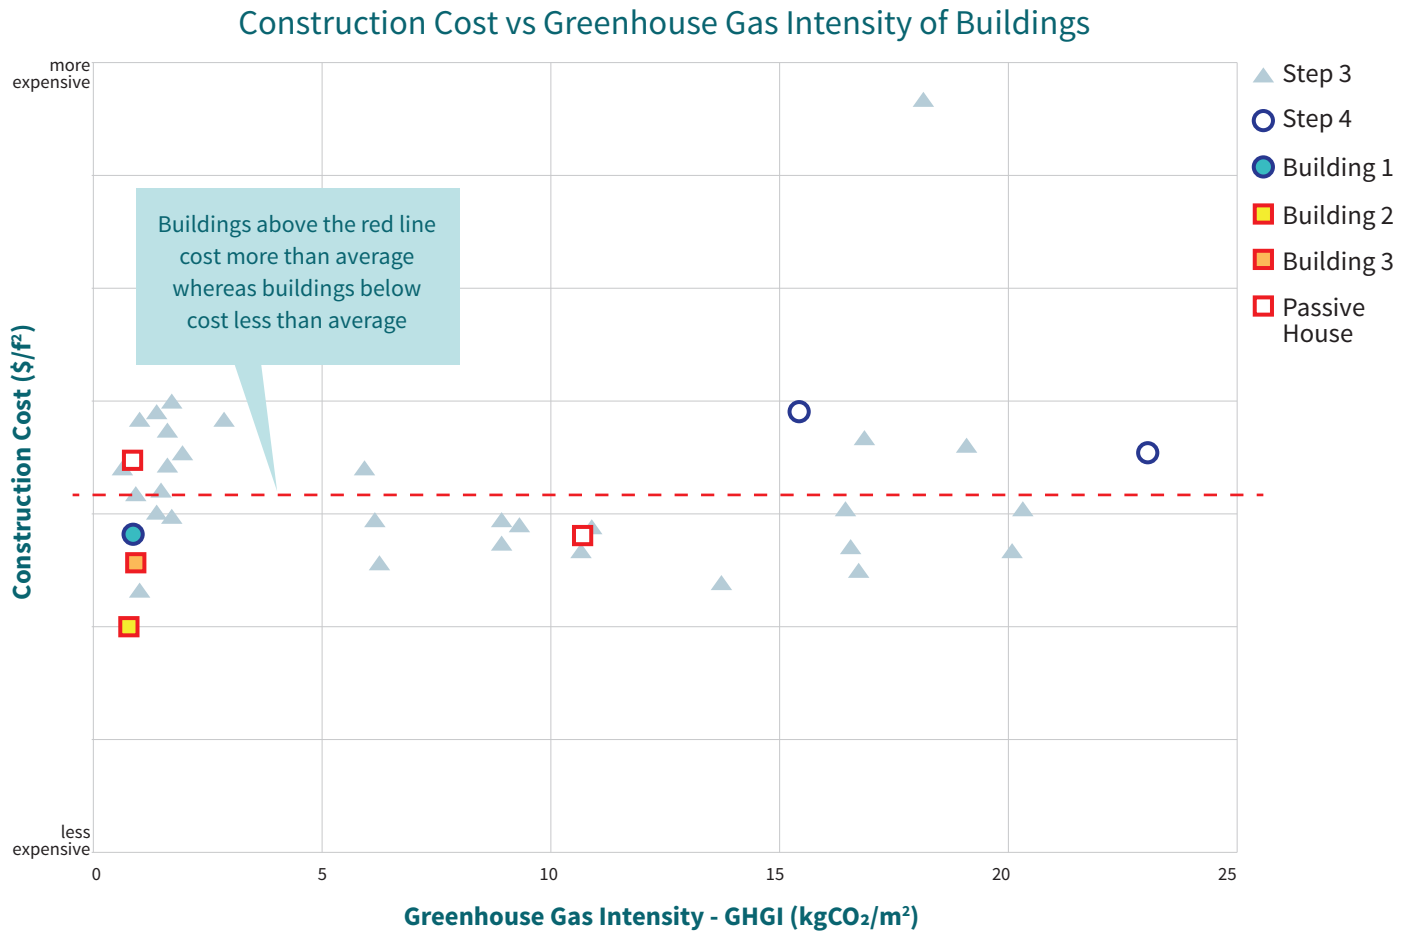 Construction Cost vs Greenhouse Gas Intensity of Buildings
more
expensive
Step 3
Step 4
Building 1
Building 2
Building 3
Passive
House
Buildings above the red line
cost more than average
whereas buildings below
cost less than average
Construction Cost ($/f²)
less
expensive
0
5
10
15
20
25
Greenhouse Gas Intensity - GHGI (kgCO₂/m²)